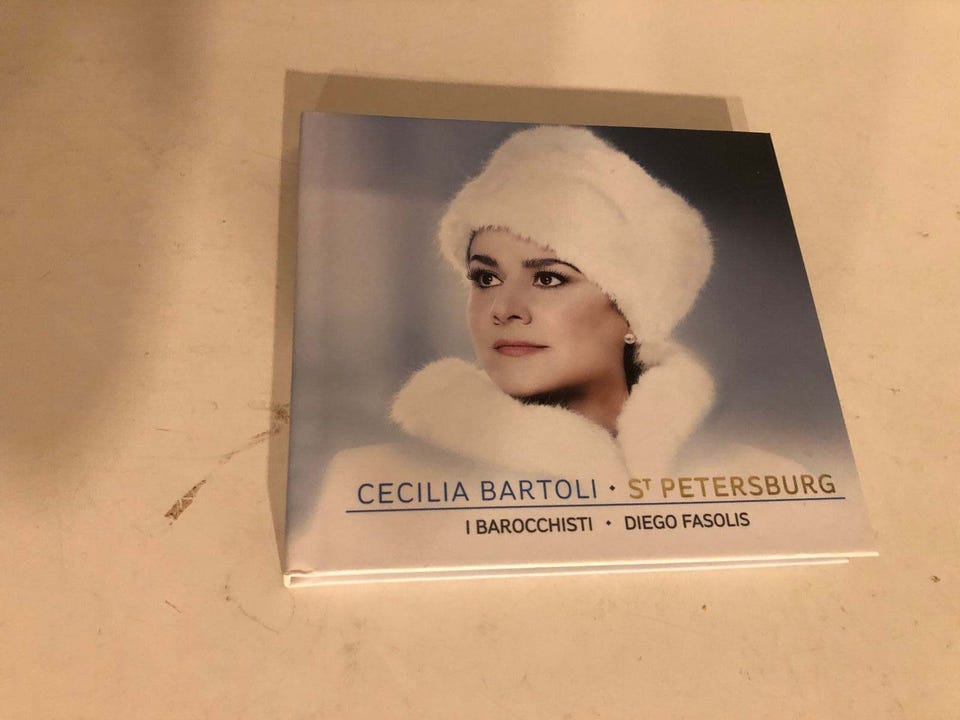 CECILIA BARTOLI · Sᵀ PETERSBURG
I BAROCCHISTI · DIEGO FASOLIS